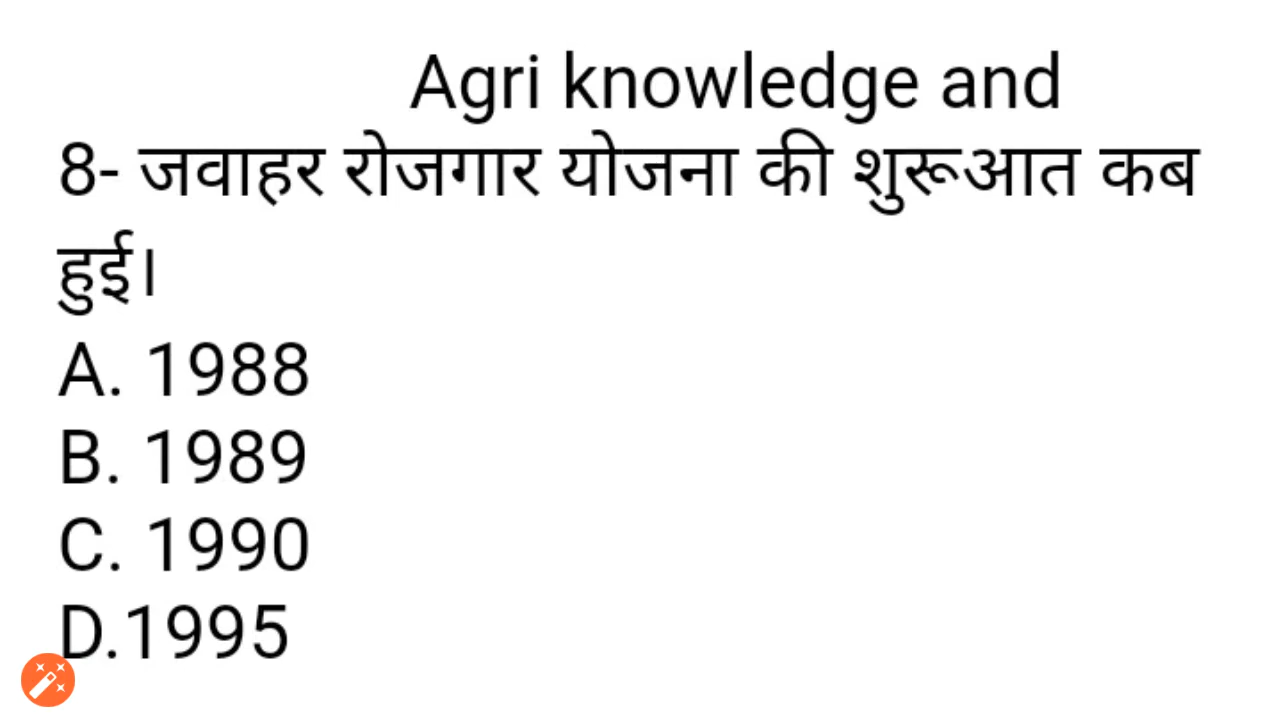 Agri knowledge and
8- जवाहर रोजगार योजना की शुरूआत कब
हुई।
A. 1988
B. 1989
C. 1990
D.1995